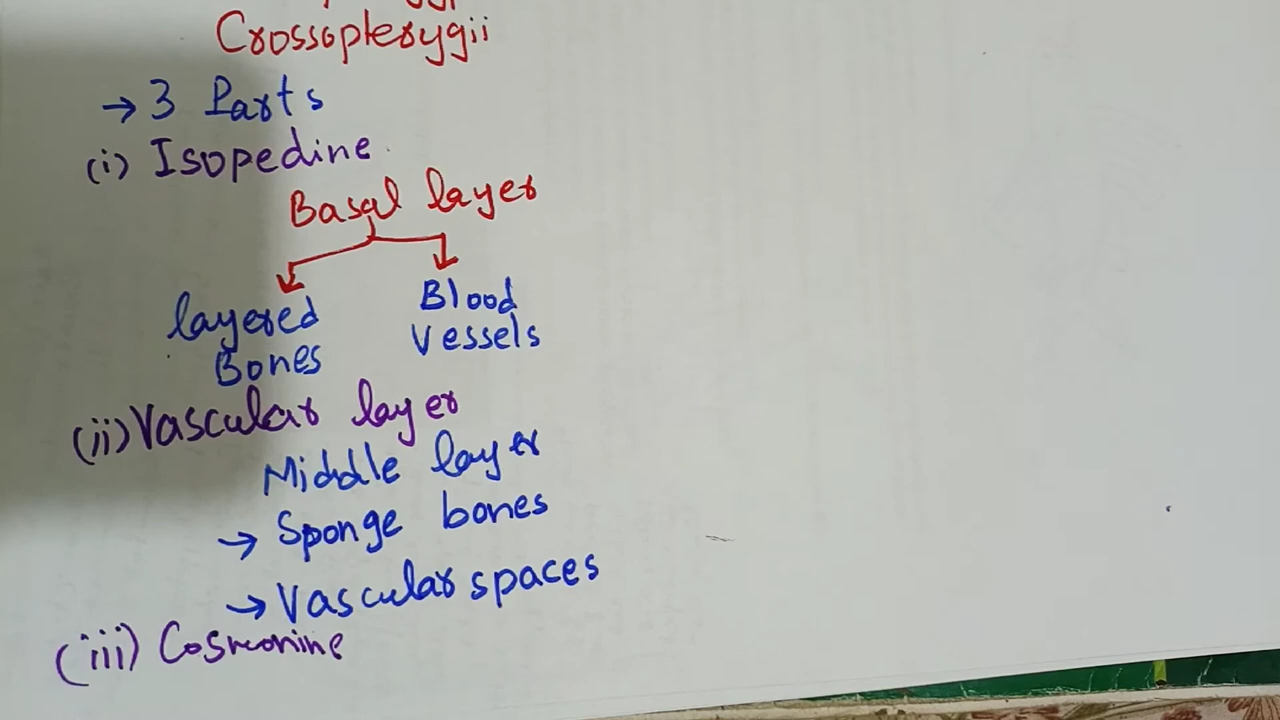 Crossopterygii
→ 3 Parts
(i) Isopedine
Basal layer
layered Bones
Blood Vessels
(ii) Vascular layer
Middle layer
→ Sponge bones
→ Vascular spaces
(iii) Cosmonine